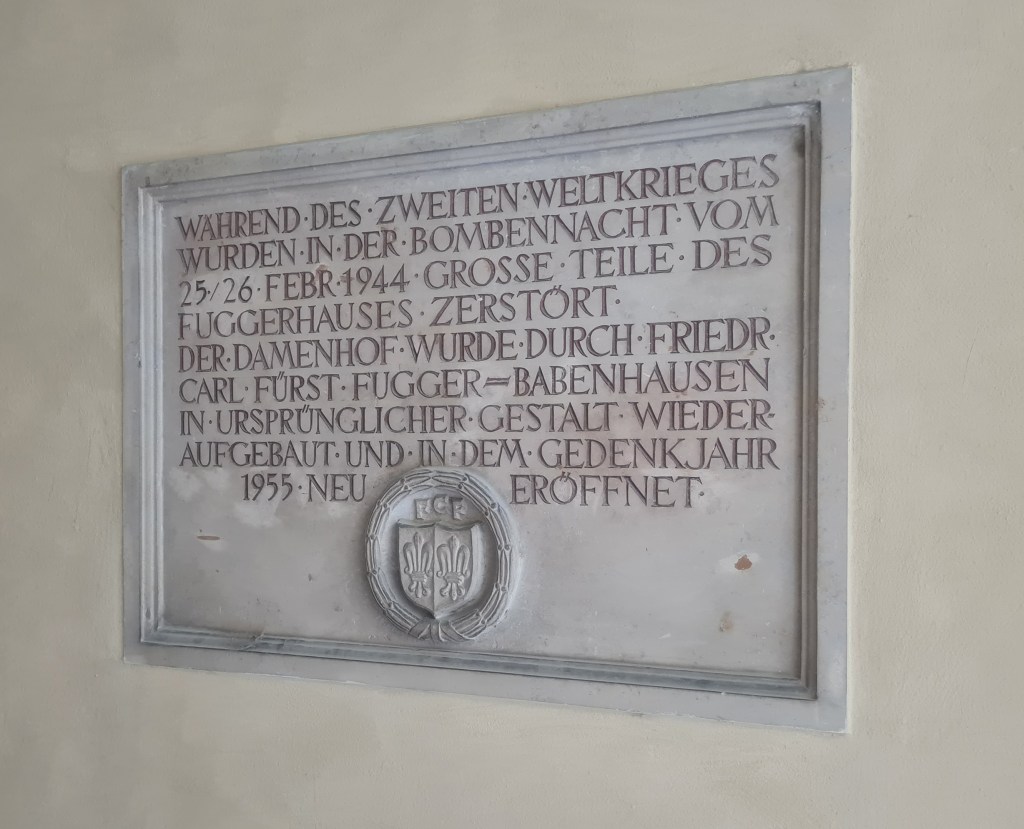 WÄHREND·DES·ZWEITEN·WELTKRIEGES
WURDEN·IN·DER·BOMBENNACHT·VOM
25./26·FEBR·1944·GROSSE·TEILE·DES
FUGGERHAUSES·ZERSTÖRT·
DER·DAMENHOF·WURDE·DURCH·FRIEDR·
CARL·FÜRST·FUGGER=BABENHAUSEN
IN·URSPRÜNGLICHER·GESTALT·WIEDER-
AUFGEBAUT·UND·IN·DEM·GEDENKJAHR
1955·NEU ERÖFFNET·
FCF